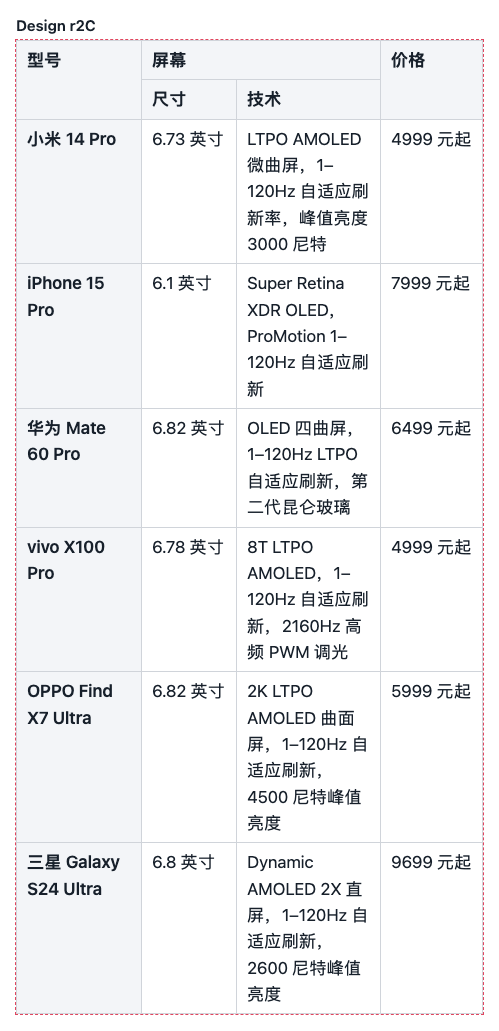 Design r2C
型号 屏幕 价格
尺寸 技术
小米 14 Pro 6.73 英寸 LTPO AMOLED 4999 元起
微曲屏，1–
120Hz 自适应刷
新率，峰值亮度
3000 尼特
iPhone 15 6.1 英寸 Super Retina 7999 元起
Pro XDR OLED，
ProMotion 1–
120Hz 自适应刷
新
华为 Mate 6.82 英寸 OLED 四曲屏， 6499 元起
60 Pro 1–120Hz LTPO
自适应刷新，第
二代昆仑玻璃
vivo X100 6.78 英寸 8T LTPO 4999 元起
Pro AMOLED，1–
120Hz 自适应刷
新，2160Hz 高
频 PWM 调光
OPPO Find 6.82 英寸 2K LTPO 5999 元起
X7 Ultra AMOLED 曲面
屏，1–120Hz 自
适应刷新，
4500 尼特峰值
亮度
三星 Galaxy 6.8 英寸 Dynamic 9699 元起
S24 Ultra AMOLED 2X 直
屏，1–120Hz 自
适应刷新，
2600 尼特峰值
亮度